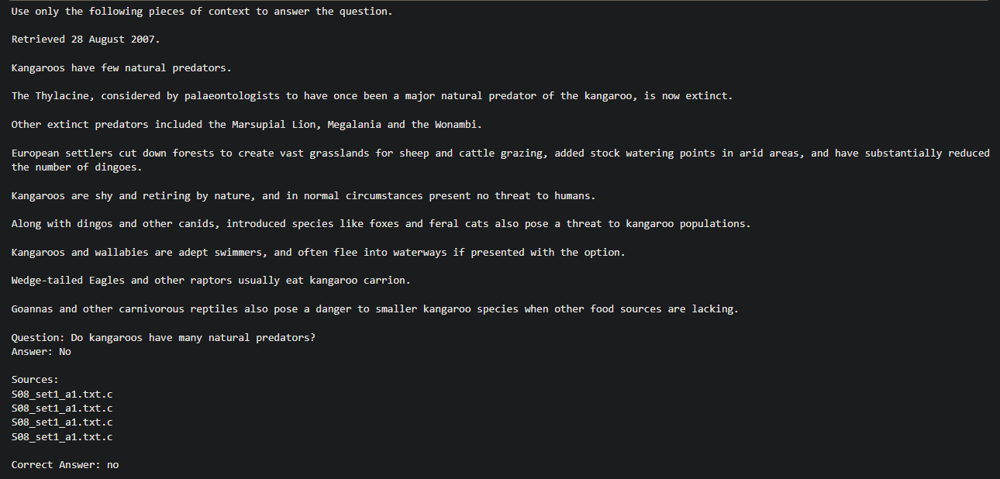 Use only the following pieces of context to answer the question.
Retrieved 28 August 2007.
Kangaroos have few natural predators.
The Thylacine, considered by palaeontologists to have once been a major natural predator of the kangaroo, is now extinct.
Other extinct predators included the Marsupial Lion, Megalania and the Wonambi.
European settlers cut down forests to create vast grasslands for sheep and cattle grazing, added stock watering points in arid areas, and have substantially reduced
the number of dingoes.
Kangaroos are shy and retiring by nature, and in normal circumstances present no threat to humans.
Along with dingos and other canids, introduced species like foxes and feral cats also pose a threat to kangaroo populations.
Kangaroos and wallabies are adept swimmers, and often flee into waterways if presented with the option.
Wedge-tailed Eagles and other raptors usually eat kangaroo carrion.
Goannas and other carnivorous reptiles also pose a danger to smaller kangaroo species when other food sources are lacking.
Question: Do kangaroos have many natural predators?
Answer: No
Sources:
S08_set1_a1.txt.c
S08_set1_a1.txt.c
S08_set1_a1.txt.c
S08_set1_a1.txt.c
Correct Answer: no